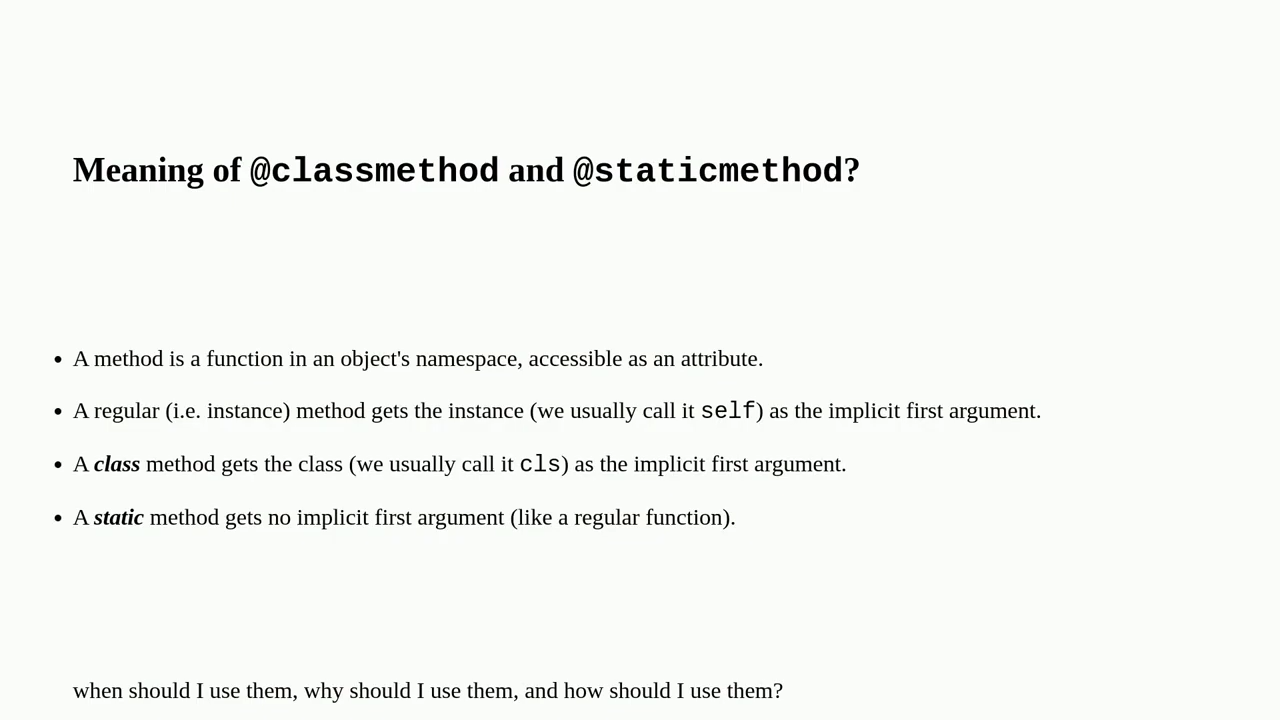 Meaning of @classmethod and @staticmethod?
• A method is a function in an object's namespace, accessible as an attribute.
• A regular (i.e. instance) method gets the instance (we usually call it self) as the implicit first argument.
• A class method gets the class (we usually call it cls) as the implicit first argument.
• A static method gets no implicit first argument (like a regular function).
when should I use them, why should I use them, and how should I use them?